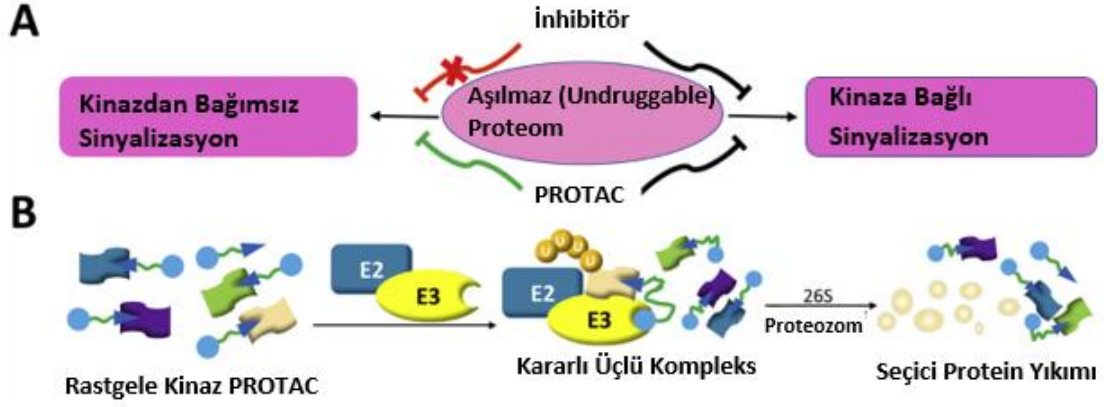 A
İnhibitör
Kinazdan Bağımsız
Sinyalizasyon
Aşılmaz (Undruggable)
Proteom
Kinaza Bağlı
Sinyalizasyon
PROTAC
B
E2
E3
U
U
U
U
U
E2
E3
26S
Proteozom
Rastgele Kinaz PROTAC
Kararlı Üçlü Kompleks
Seçici Protein Yıkımı